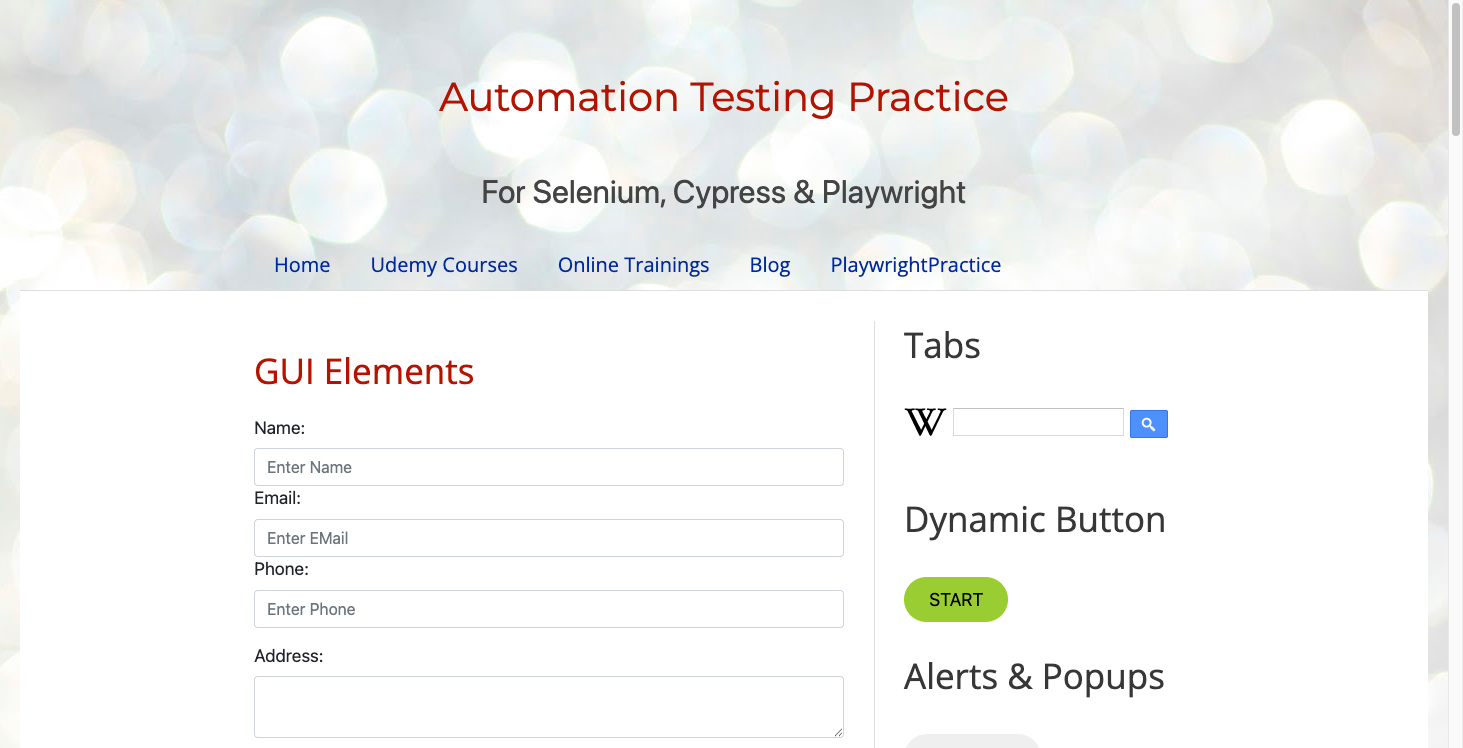 Automation Testing Practice
For Selenium, Cypress & Playwright
Home Udemy Courses Online Trainings Blog PlaywrightPractice
GUI Elements
Name:
Enter Name
Email:
Enter EMail
Phone:
Enter Phone
Address:
Tabs
W
Dynamic Button
START
Alerts & Popups